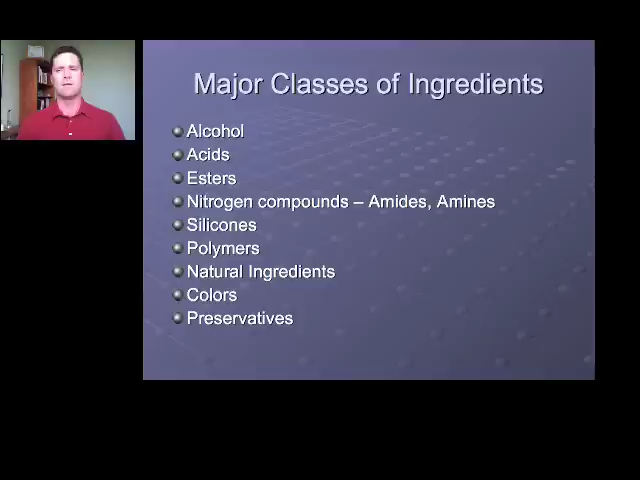 Major Classes of Ingredients
Alcohol
Acids
Esters
Nitrogen compounds – Amides, Amines
Silicones
Polymers
Natural Ingredients
Colors
Preservatives